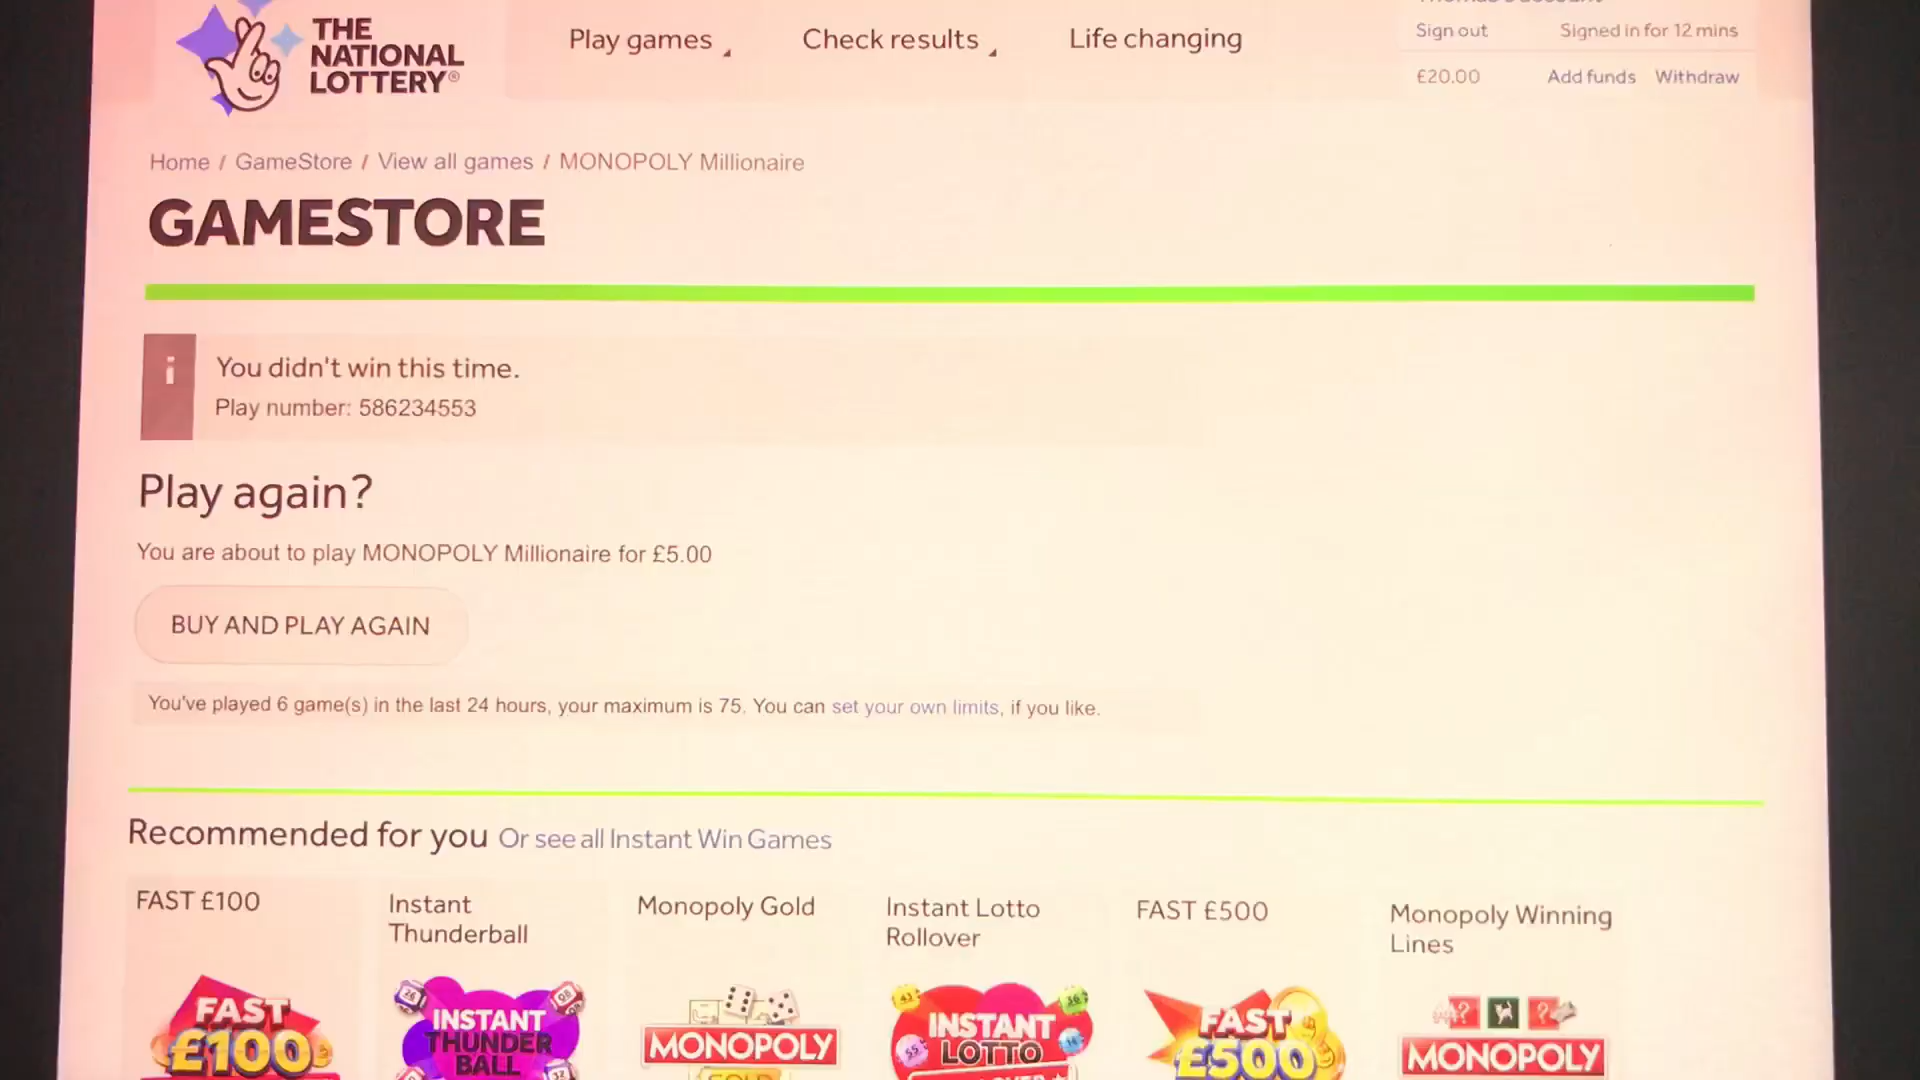 THE
NATIONAL
LOTTERY®
Play games
Check results
Life changing
Sign out
Signed in for 12 mins
£20.00
Add funds
Withdraw
Home / GameStore / View all games / MONOPOLY Millionaire
GAMESTORE
i
You didn't win this time.
Play number: 586234553
Play again?
You are about to play MONOPOLY Millionaire for £5.00
BUY AND PLAY AGAIN
You've played 6 game(s) in the last 24 hours, your maximum is 75. You can set your own limits, if you like.
Recommended for you Or see all Instant Win Games
FAST £100
Instant
Thunderball
Monopoly Gold
Instant Lotto
Rollover
FAST £500
Monopoly Winning
Lines
FAST
£100
26
08
INSTANT
THUNDER
BALL
32
MONOPOLY
INSTANT
LOTTO
FAST
£500
? ?
MONOPOLY